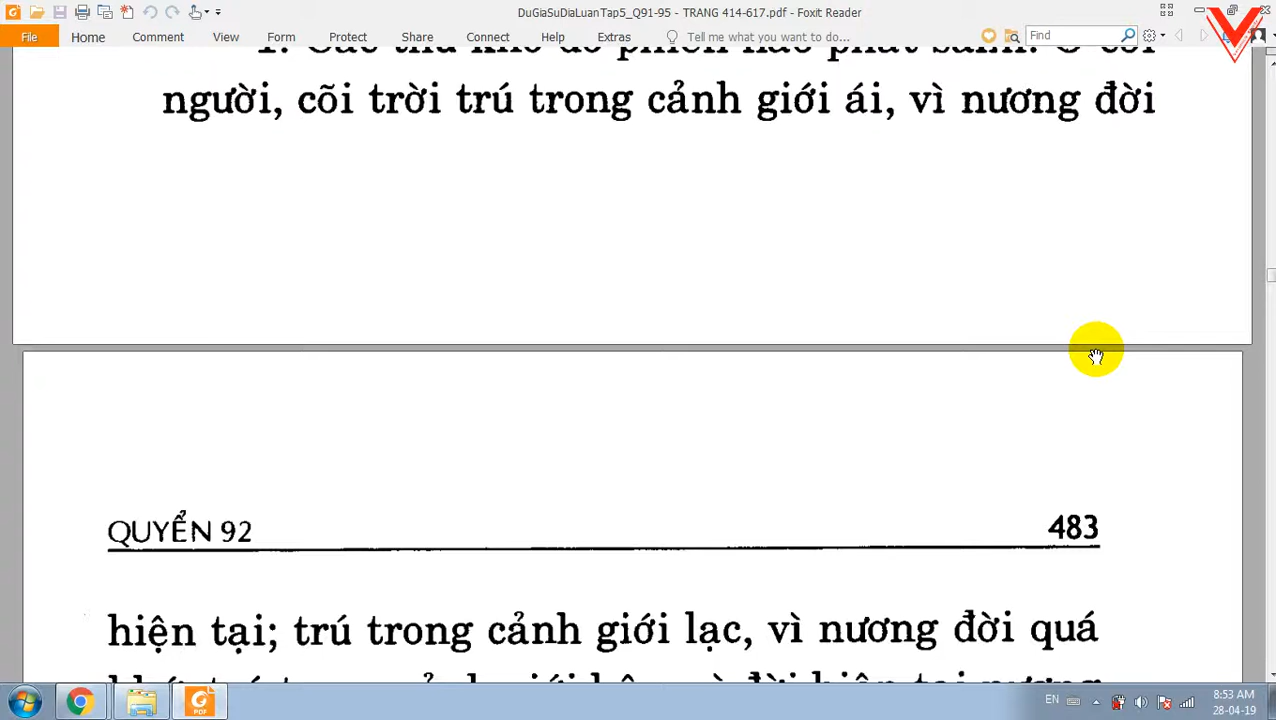 DuGiaSuDiaLuanTap5_Q91-95 - TRANG 414-617.pdf - Foxit Reader
File Home Comment View Form Protect Share Connect Help Extras Tell me what you want to do... Find
người, cõi trời trú trong cảnh giới ái, vì nương đời
QUYỂN 92 483
hiện tại; trú trong cảnh giới lạc, vì nương đời quá
EN 8:53 AM
28-04-19